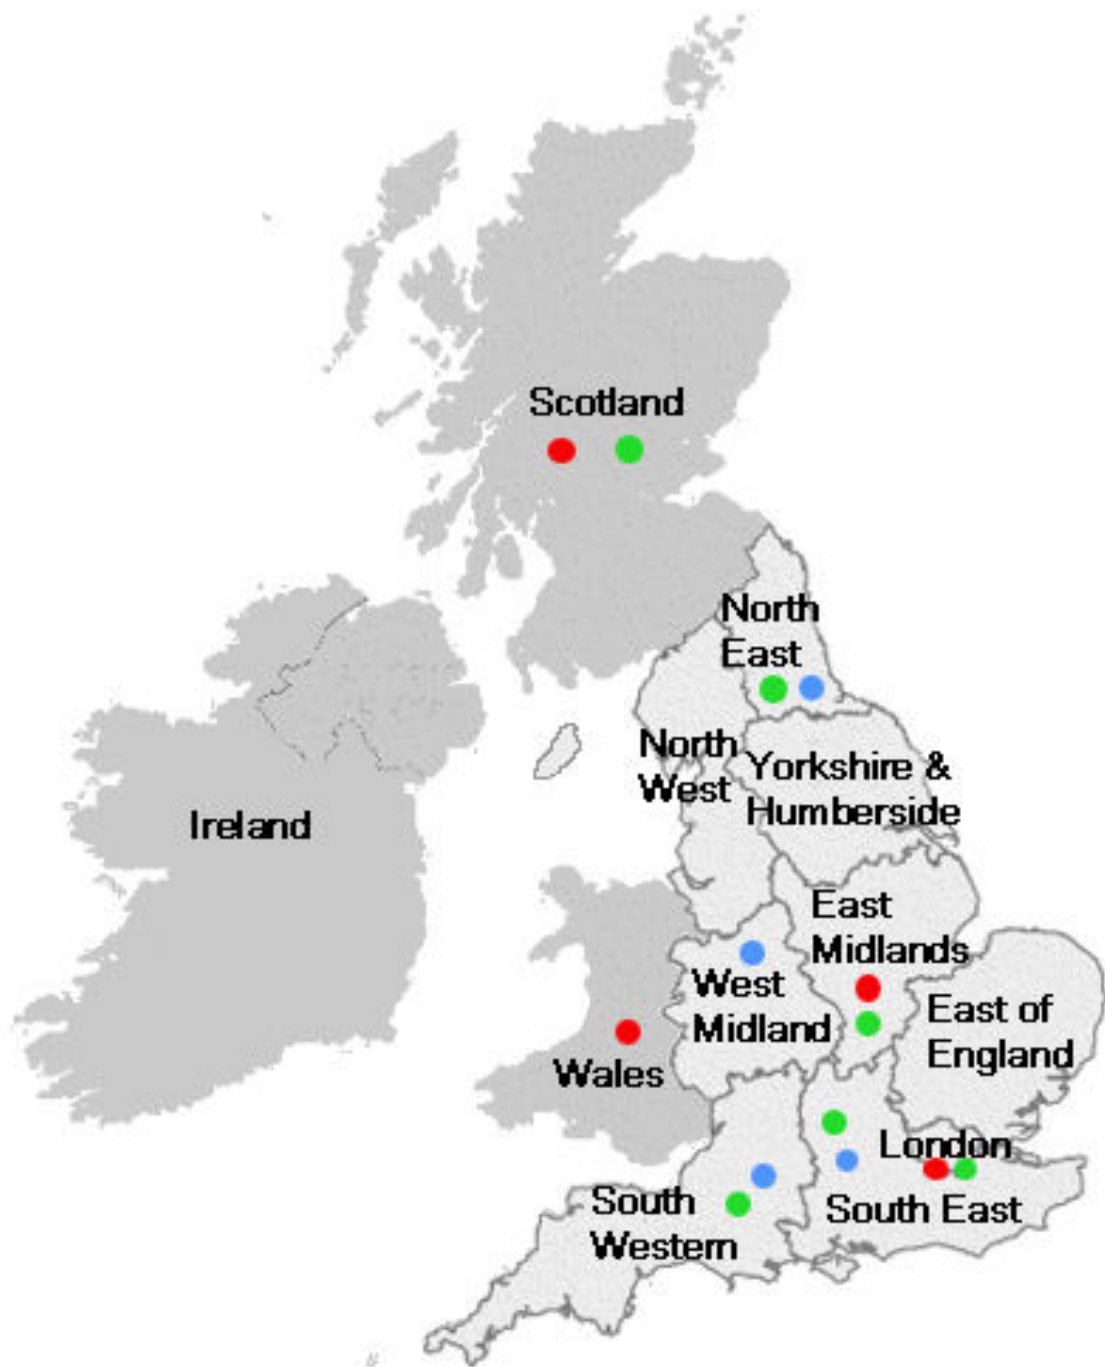 Scotland
North
East
North
West
Yorkshire &
Humberside
Ireland
East
Midlands
West
Midland
East of
England
Wales
London
South
Western
South East